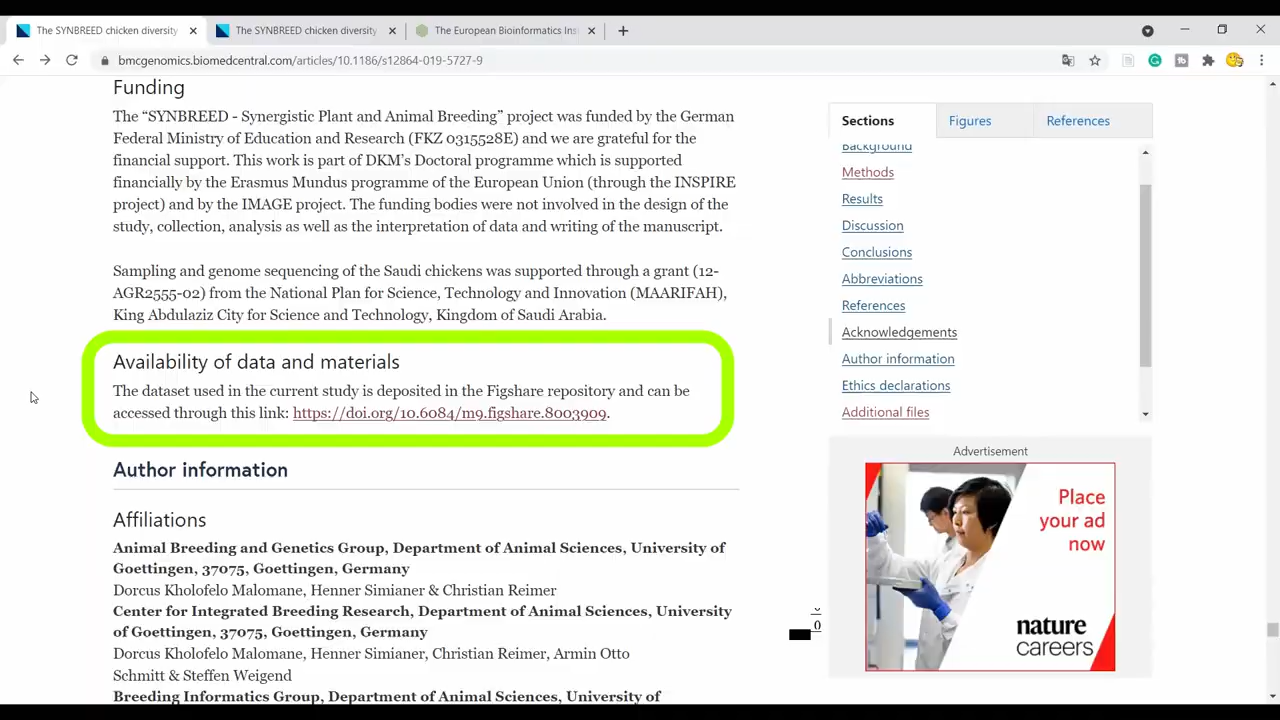 The SYNBREED chicken diversity
The SYNBREED chicken diversity
The European Bioinformatics Ins
bmcgenomics.biomedcentral.com/articles/10.1186/s12864-019-5727-9
Funding
The “SYNBREED - Synergistic Plant and Animal Breeding” project was funded by the German
Federal Ministry of Education and Research (FKZ 0315528E) and we are grateful for the
financial support. This work is part of DKM’s Doctoral programme which is supported
financially by the Erasmus Mundus programme of the European Union (through the INSPIRE
project) and by the IMAGE project. The funding bodies were not involved in the design of the
study, collection, analysis as well as the interpretation of data and writing of the manuscript.
Sampling and genome sequencing of the Saudi chickens was supported through a grant (12-
AGR2555-02) from the National Plan for Science, Technology and Innovation (MAARIFAH),
King Abdulaziz City for Science and Technology, Kingdom of Saudi Arabia.
Availability of data and materials
The dataset used in the current study is deposited in the Figshare repository and can be
accessed through this link: https://doi.org/10.6084/m9.figshare.8003909.
Author information
Affiliations
Animal Breeding and Genetics Group, Department of Animal Sciences, University of
Goettingen, 37075, Goettingen, Germany
Dorcus Kholofelo Malomane, Henner Simianer & Christian Reimer
Center for Integrated Breeding Research, Department of Animal Sciences, University
of Goettingen, 37075, Goettingen, Germany
Dorcus Kholofelo Malomane, Henner Simianer, Christian Reimer, Armin Otto
Schmitt & Steffen Weigend
Breeding Informatics Group, Department of Animal Sciences, University of
0
Sections
Figures
References
Background
Methods
Results
Discussion
Conclusions
Abbreviations
References
Acknowledgements
Author information
Ethics declarations
Additional files
Advertisement
Place
your ad
now
nature
careers